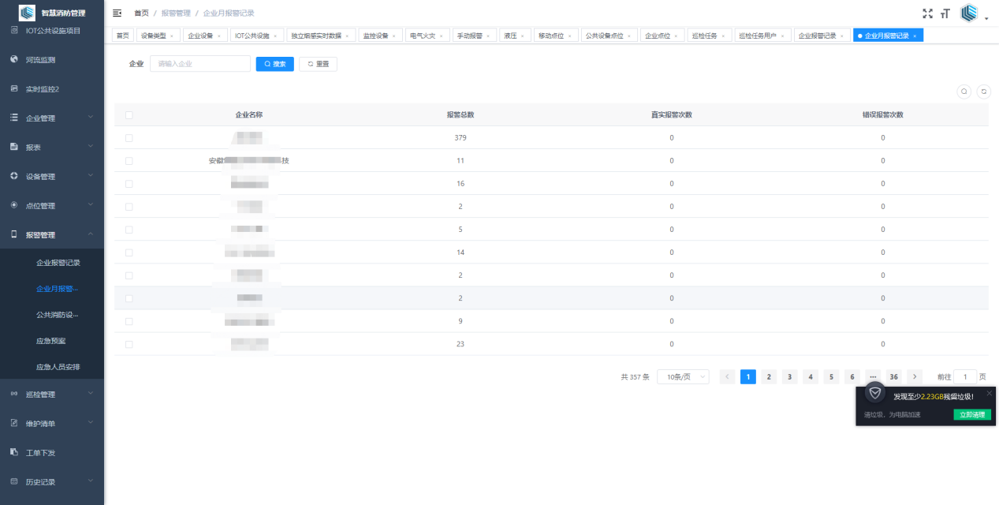 智慧消防管理
IOT公共设施项目
河流监测
实时监控2
企业管理
报表
设备管理
点位管理
报警管理
企业报警记录
企业月报警...
公共消防设...
应急预案
应急人员安排
巡检管理
维护清单
工单下发
历史记录
首页 / 报警管理 / 企业月报警记录
首页 设备类型 × 企业设备 × IOT公共设施 × 独立烟感实时数据 × 监控设备 × 电气火灾 × 手动报警 × 液压 × 移动点位 × 公共设备点位 × 企业点位 × 巡检任务 × 巡检任务用户 × 企业报警记录 × 企业月报警记录 ×
企业 请输入企业 搜索 重置
企业名称 报警总数 真实报警次数 错误报警次数
379 0 0
安徽 技 11 0 0
16 0 0
2 0 0
5 0 0
14 0 0
2 0 0
2 0 0
9 0 0
23 0 0
共 357 条 10条/页 < 1 2 3 4 5 6 ... 36 > 前往 1 页
发现至少2.23GB残留垃圾!
清垃圾，为电脑加速 立即清理